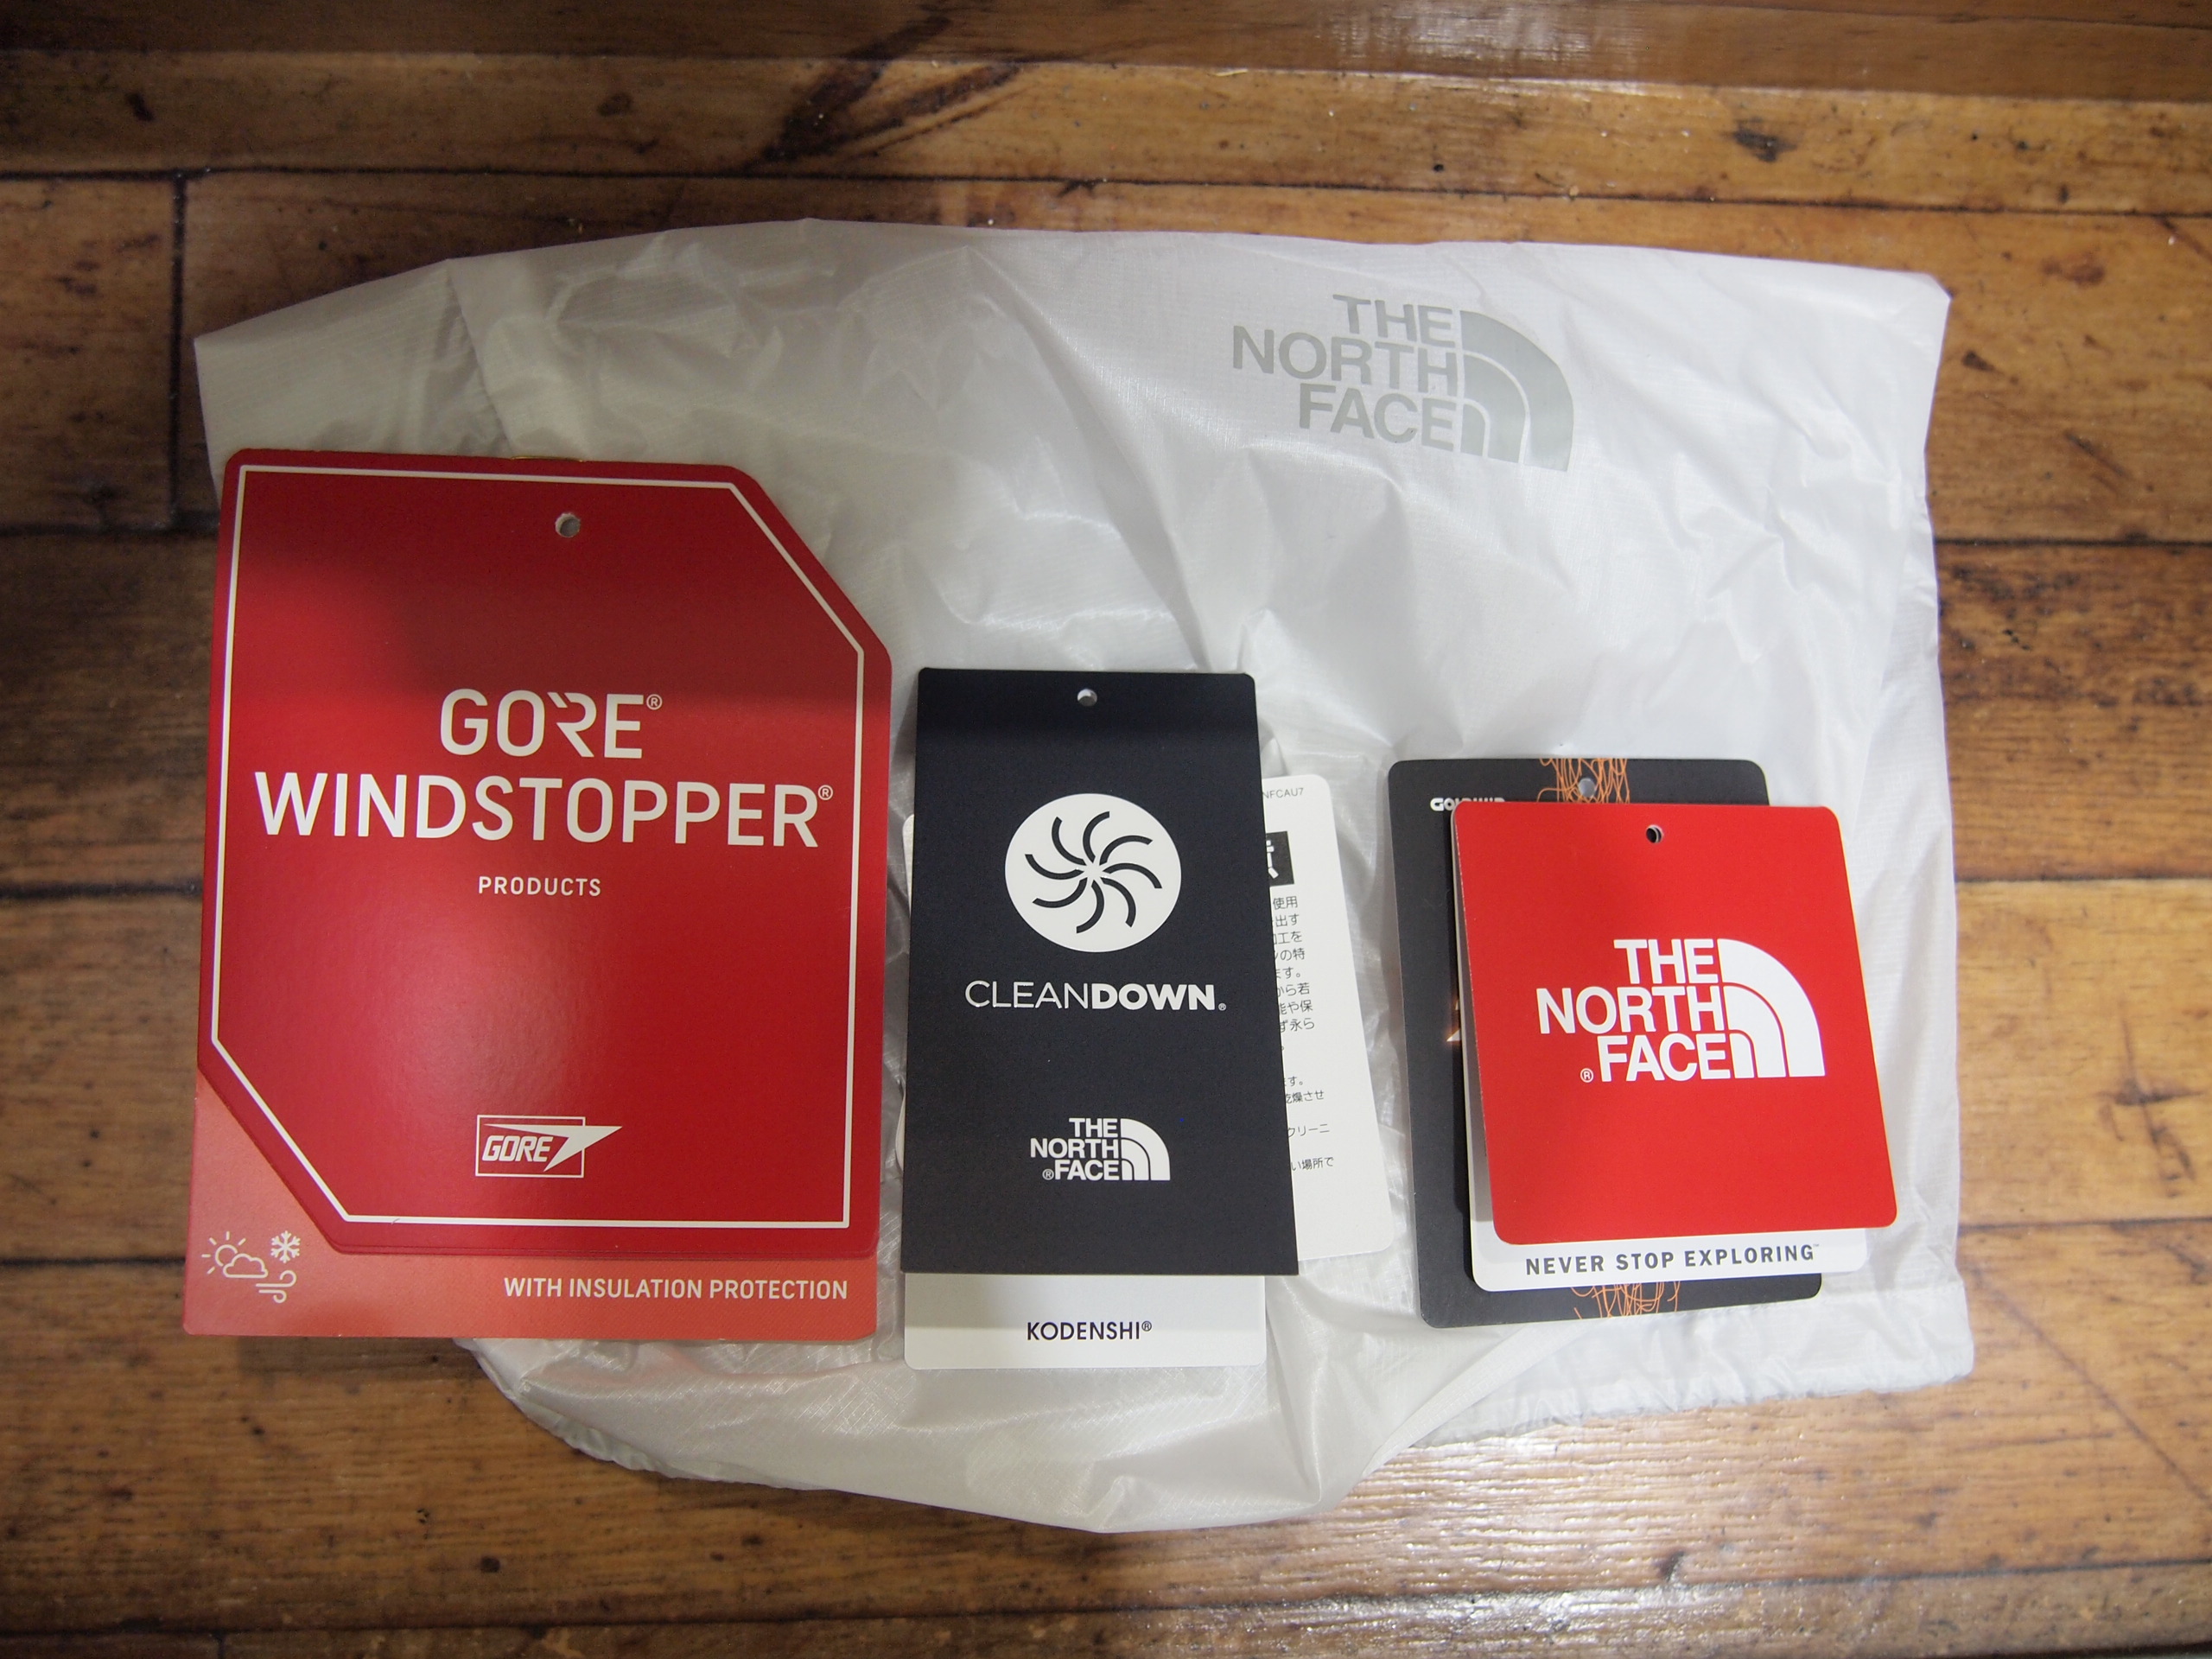 THE
NORTH
FACE
GORE®
WINDSTOPPER®
PRODUCTS
GORE
WITH INSULATION PROTECTION
CLEANDOWN®
THE
NORTH
®FACE
KODENSHI®
NFCAU7
使用
出す
工を
の特
ます。
から若
能や保
ず永ら
ます。
乾燥させ
クリーニ
い場所で
GOLDWIN
THE
NORTH
®FACE
NEVER STOP EXPLORING™